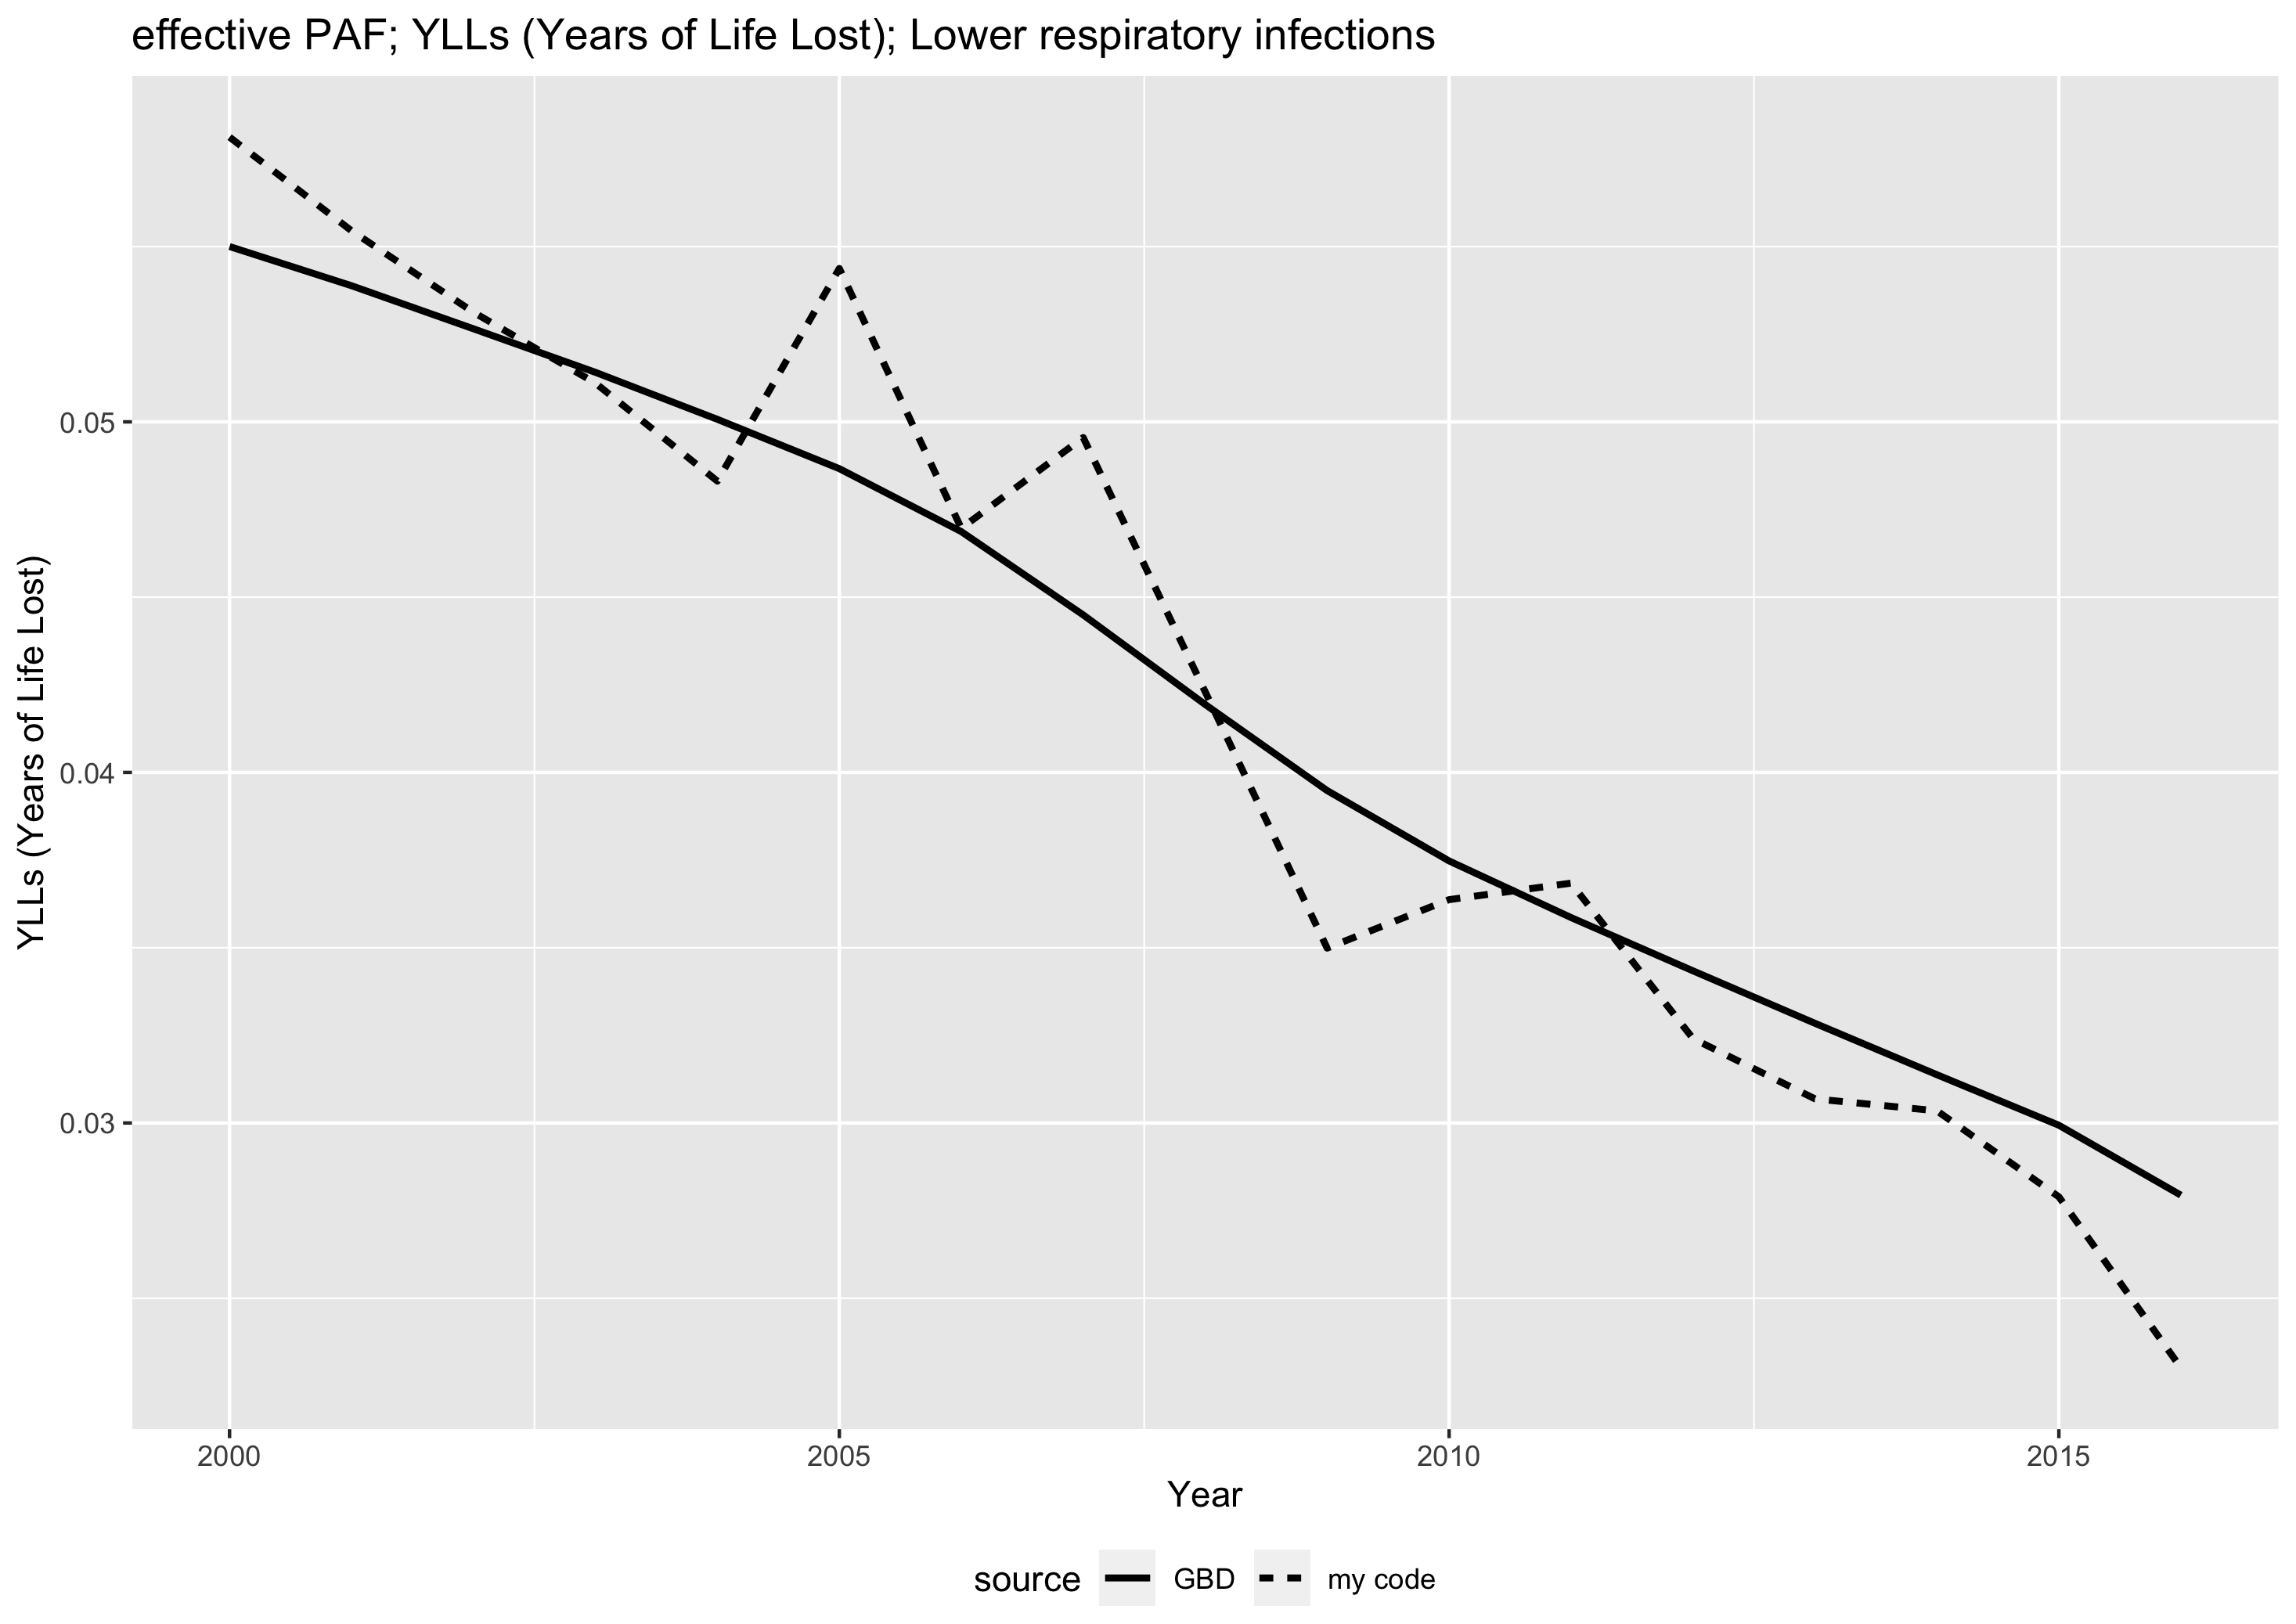 effective PAF; YLLs (Years of Life Lost); Lower respiratory infections
YLLs (Years of Life Lost)
0.05
0.04
0.03
2000 2005 2010 2015
Year
source GBD my code